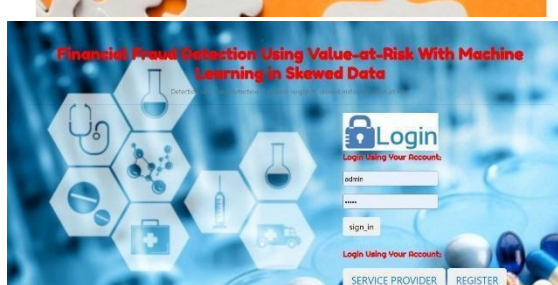 Financial Fraud Detection Using Value-at-Risk With Machine
Learning in Skewed Data
Login
Login Using Your Account:
admin
•••••
sign_in
Login Using Your Account:
SERVICE PROVIDER
REGISTER